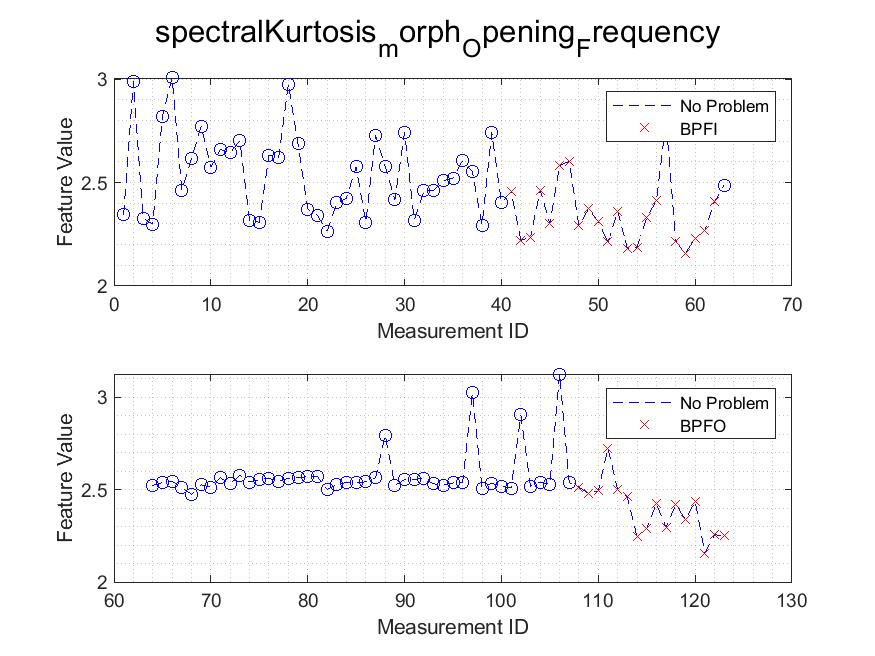 spectralKurtosis_morph_Opening_Frequency
3
2.5
2
Feature Value
No Problem
BPFI
0 10 20 30 40 50 60 70
Measurement ID
3
2.5
2
Feature Value
No Problem
BPFO
60 70 80 90 100 110 120 130
Measurement ID